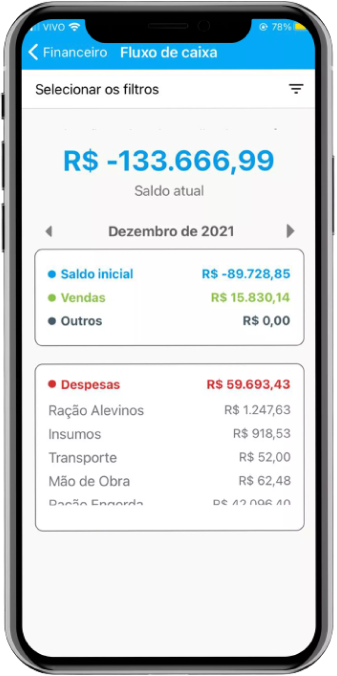 VIVO 78%
Financeiro Fluxo de caixa
Selecionar os filtros
R$ -133.666,99
Saldo atual
Dezembro de 2021
Saldo inicial R$ -89.728,85
Vendas R$ 15.830,14
Outros R$ 0,00
Despesas R$ 59.693,43
Ração Alevinos R$ 1.247,63
Insumos R$ 918,53
Transporte R$ 52,00
Mão de Obra R$ 62,48
Ração Engorda R$ 42.096,40